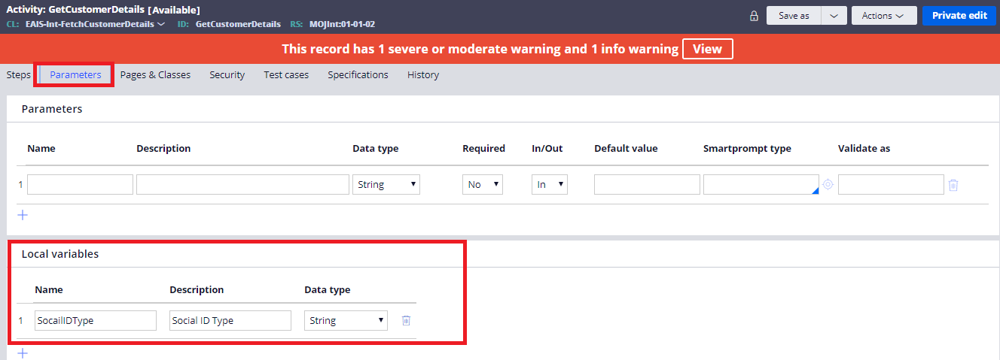 Activity: GetCustomerDetails [Available]
CL: EAIS-Int-FetchCustomerDetails ID: GetCustomerDetails RS: MOJInt:01-01-02
Save as Actions Private edit
This record has 1 severe or moderate warning and 1 info warning View
Steps Parameters Pages & Classes Security Test cases Specifications History
Parameters
Name Description Data type Required In/Out Default value Smartprompt type Validate as
1 String No In
Local variables
Name Description Data type
1 SocailIDType Social ID Type String